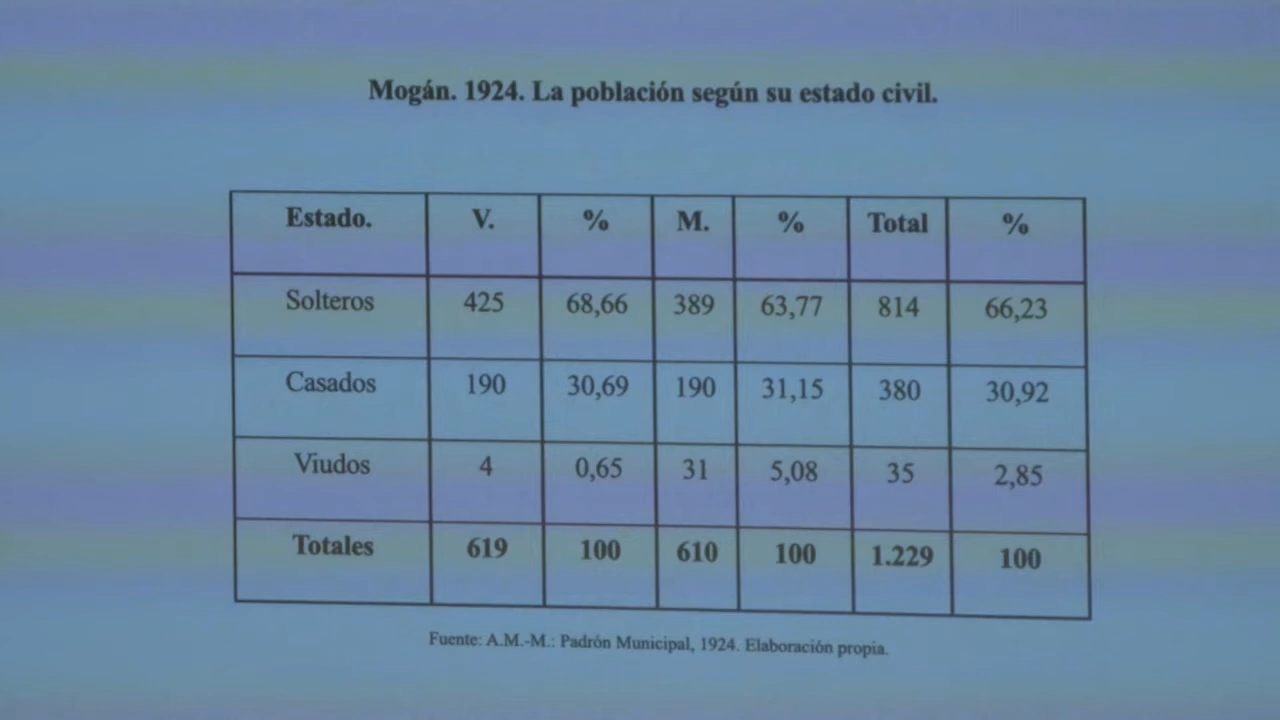 Mogán. 1924. La población según su estado civil.
Estado. V. % M. % Total %
Solteros 425 68,66 389 63,77 814 66,23
Casados 190 30,69 190 31,15 380 30,92
Viudos 4 0,65 31 5,08 35 2,85
Totales 619 100 610 100 1.229 100
Fuente: A.M.-M.: Padrón Municipal, 1924. Elaboración propia.